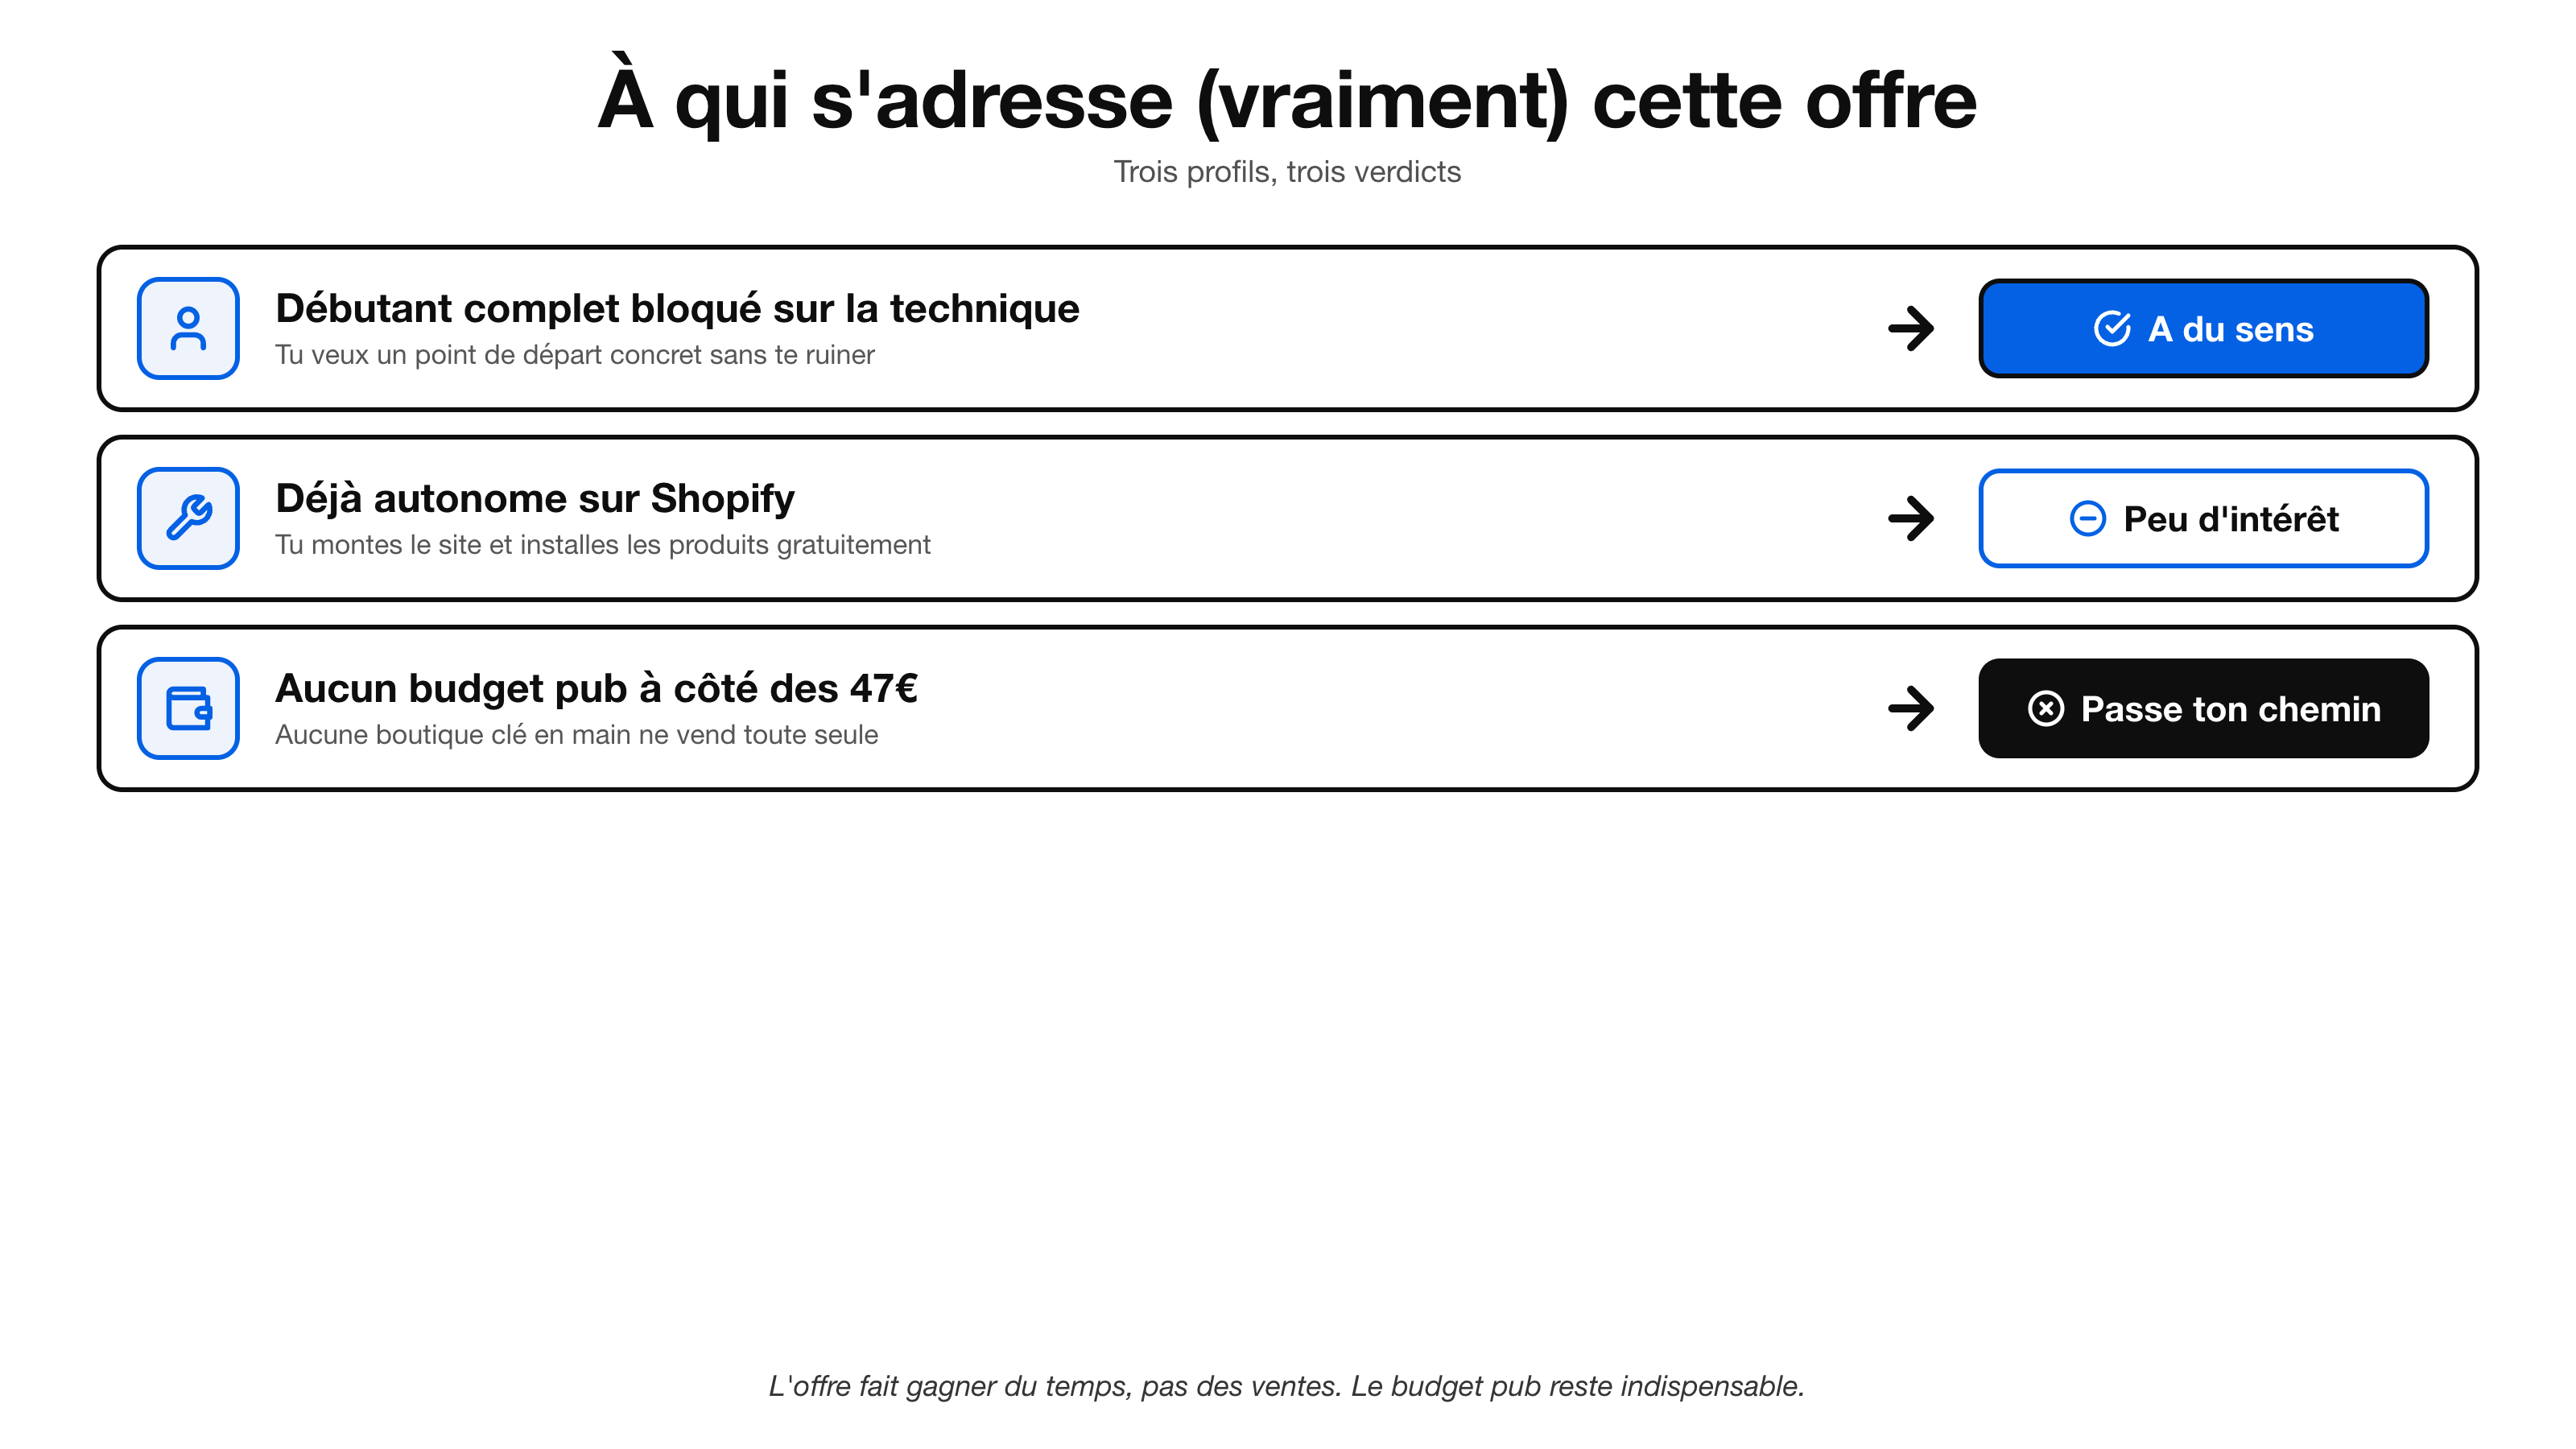 À qui s'adresse (vraiment) cette offre
Trois profils, trois verdicts
Débutant complet bloqué sur la technique
Tu veux un point de départ concret sans te ruiner
A du sens
Déjà autonome sur Shopify
Tu montes le site et installes les produits gratuitement
Peu d'intérêt
Aucun budget pub à côté des 47€
Aucune boutique clé en main ne vend toute seule
Passe ton chemin
L'offre fait gagner du temps, pas des ventes. Le budget pub reste indispensable.